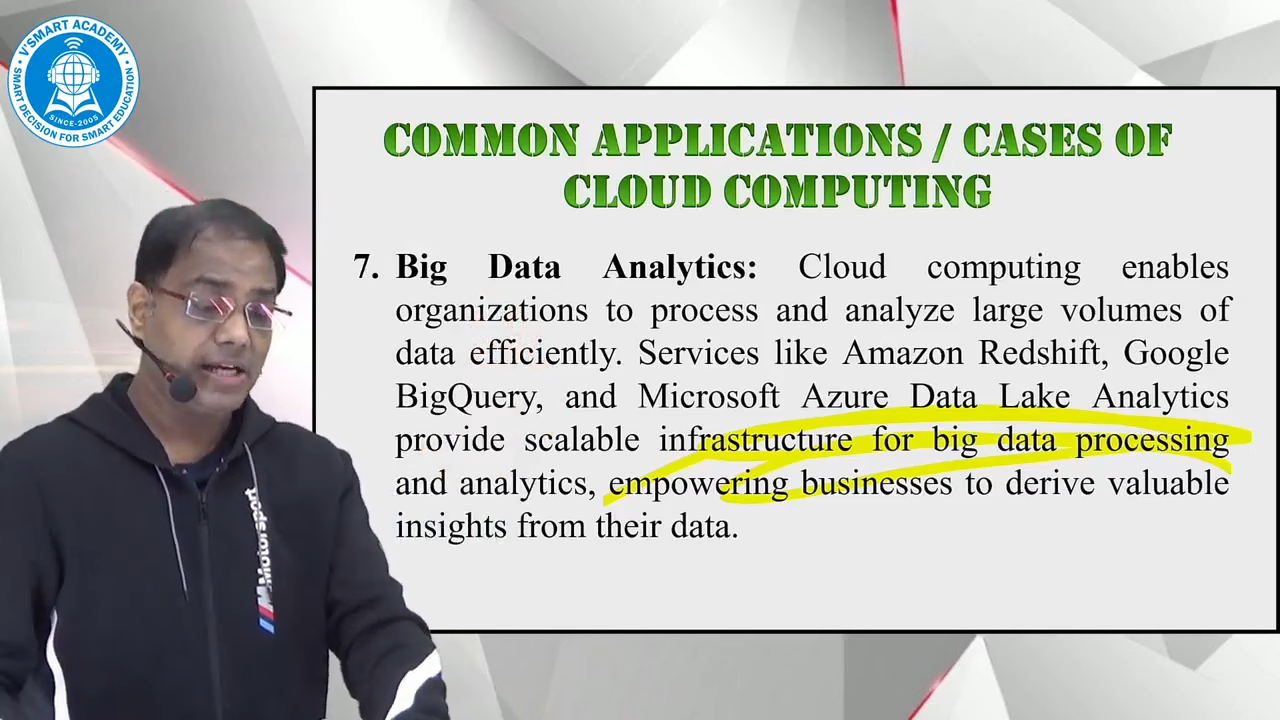 V'SMART ACADEMY
SMART DECISION FOR SMART EDUCATION
SINCE-2005
COMMON APPLICATIONS / CASES OF
CLOUD COMPUTING
7. Big Data Analytics: Cloud computing enables
organizations to process and analyze large volumes of
data efficiently. Services like Amazon Redshift, Google
BigQuery, and Microsoft Azure Data Lake Analytics
provide scalable infrastructure for big data processing
and analytics, empowering businesses to derive valuable
insights from their data.
M Motorsport